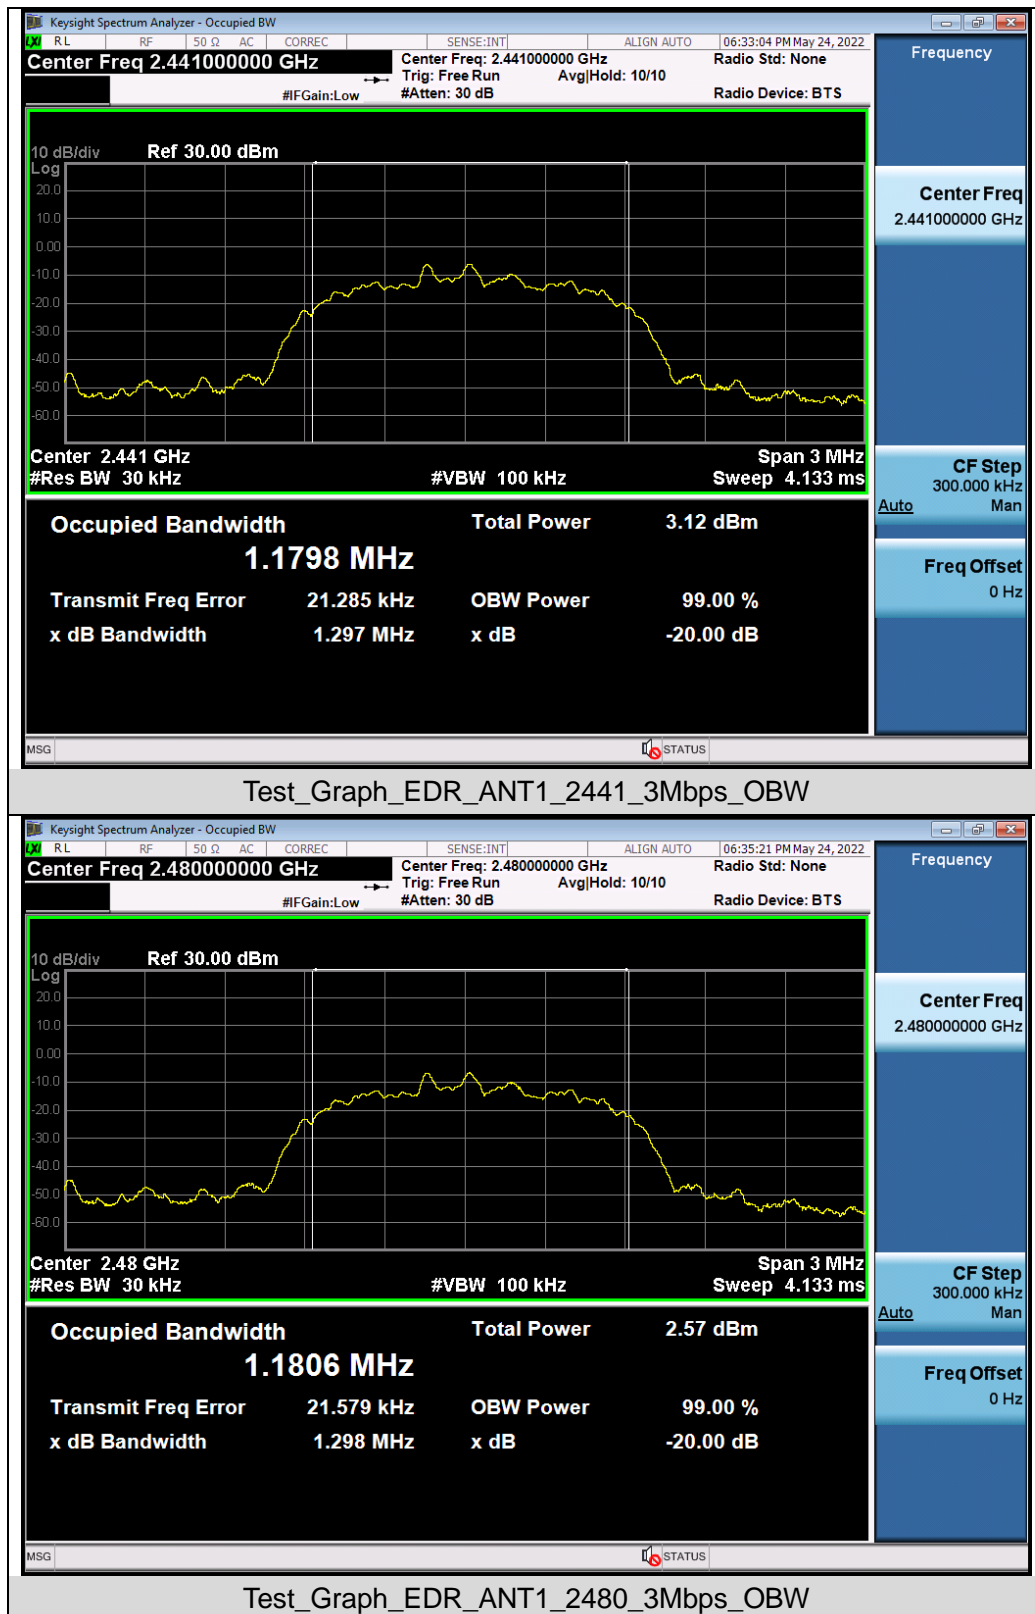 Keysight Spectrum Analyzer - Occupied BW
LXI RL RF 50 Ω AC CORREC SENSE:INT ALIGN AUTO 06:33:04 PM May 24, 2022
Center Freq 2.441000000 GHz
Center Freq: 2.441000000 GHz
Radio Std: None
Trig: Free Run Avg|Hold: 10/10
#IFGain:Low
#Atten: 30 dB
Radio Device: BTS
Frequency
10 dB/div
Ref 30.00 dBm
Log
20.0
10.0
0.00
-10.0
-20.0
-30.0
-40.0
-50.0
-60.0
Center Freq
2.441000000 GHz
Center 2.441 GHz
Span 3 MHz
#Res BW 30 kHz
#VBW 100 kHz
Sweep 4.133 ms
CF Step
300.000 kHz
Auto Man
Freq Offset
0 Hz
Occupied Bandwidth
Total Power 3.12 dBm
1.1798 MHz
Transmit Freq Error 21.285 kHz OBW Power 99.00 %
x dB Bandwidth 1.297 MHz x dB -20.00 dB
MSG STATUS
Test_Graph_EDR_ANT1_2441_3Mbps_OBW
Keysight Spectrum Analyzer - Occupied BW
LXI RL RF 50 Ω AC CORREC SENSE:INT ALIGN AUTO 06:35:21 PM May 24, 2022
Center Freq 2.480000000 GHz
Center Freq: 2.480000000 GHz
Radio Std: None
Trig: Free Run Avg|Hold: 10/10
#IFGain:Low
#Atten: 30 dB
Radio Device: BTS
Frequency
10 dB/div
Ref 30.00 dBm
Log
20.0
10.0
0.00
-10.0
-20.0
-30.0
-40.0
-50.0
-60.0
Center Freq
2.480000000 GHz
Center 2.48 GHz
Span 3 MHz
#Res BW 30 kHz
#VBW 100 kHz
Sweep 4.133 ms
CF Step
300.000 kHz
Auto Man
Freq Offset
0 Hz
Occupied Bandwidth
Total Power 2.57 dBm
1.1806 MHz
Transmit Freq Error 21.579 kHz OBW Power 99.00 %
x dB Bandwidth 1.298 MHz x dB -20.00 dB
MSG STATUS
Test_Graph_EDR_ANT1_2480_3Mbps_OBW